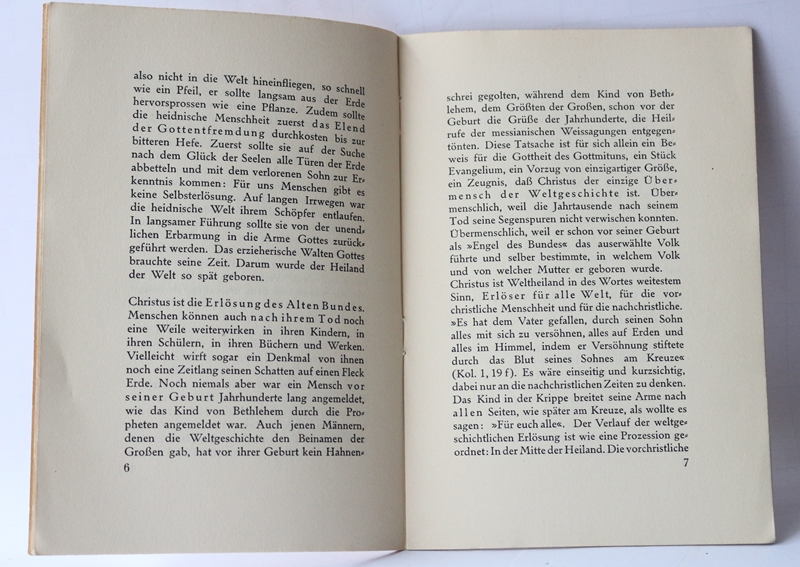 also nicht in die Welt hineinfliegen, so schnell
wie ein Pfeil, er sollte langsam aus der Erde
hervorsprossen wie eine Pflanze. Zudem sollte
die heidnische Menschheit zuerst das Elend
der Gottentfremdung durchkosten bis zur
bitteren Hefe. Zuerst sollte sie auf der Suche
nach dem Glück der Seelen alle Türen der Erde
abbetteln und mit dem verlorenen Sohn zur Er-
kenntnis kommen: Für uns Menschen gibt es
keine Selbsterlösung. Auf langen Irrwegen war
die heidnische Welt ihrem Schöpfer entlaufen.
In langsamer Führung sollte sie von der unend-
lichen Erbarmung in die Arme Gottes zurück-
geführt werden. Das erzieherische Walten Gottes
brauchte seine Zeit. Darum wurde der Heiland
der Welt so spät geboren.
Christus ist die Erlösung des Alten Bundes.
Menschen können auch nach ihrem Tod noch
eine Weile weiterwirken in ihren Kindern, in
ihren Schülern, in ihren Büchern und Werken.
Vielleicht wirft sogar ein Denkmal von ihnen
noch eine Zeitlang seinen Schatten auf einen Fleck
Erde. Noch niemals aber war ein Mensch vor
seiner Geburt Jahrhunderte lang angemeldet,
wie das Kind von Bethlehem durch die Pro-
pheten angemeldet war. Auch jenen Männern,
denen die Weltgeschichte den Beinamen der
Großen gab, hat vor ihrer Geburt kein Hahnen-
6
schrei gegolten, während dem Kind von Beth-
lehem, dem Größten der Großen, schon vor der
Geburt die Grüße der Jahrhunderte, die Heil-
rufe der messianischen Weissagungen entgegen-
tönten. Diese Tatsache ist für sich allein ein Be-
weis für die Gottheit des Gottmituns, ein Stück
Evangelium, ein Vorzug von einzigartiger Größe,
ein Zeugnis, daß Christus der einzige Über-
mensch der Weltgeschichte ist. Über-
menschlich, weil die Jahrtausende nach seinem
Tod seine Segenspuren nicht verwischen konnten.
Übermenschlich, weil er schon vor seiner Geburt
als »Engel des Bundes« das auserwählte Volk
führte und selber bestimmte, in welchem Volk
und von welcher Mutter er geboren wurde.
Christus ist Weltheiland in des Wortes weitestem
Sinn, Erlöser für alle Welt, für die vor-
christliche Menschheit und für die nachchristliche.
»Es hat dem Vater gefallen, durch seinen Sohn
alles mit sich zu versöhnen, alles auf Erden und
alles im Himmel, indem er Versöhnung stiftete
durch das Blut seines Sohnes am Kreuze«
(Kol. 1, 19 f). Es wäre einseitig und kurzsichtig,
dabei nur an die nachchristlichen Zeiten zu denken.
Das Kind in der Krippe breitet seine Arme nach
allen Seiten, wie später am Kreuze, als wollte es
sagen: »Für euch alle«. Der Verlauf der weltge-
schichtlichen Erlösung ist wie eine Prozession ge-
ordnet: In der Mitte der Heiland. Die vorchristliche
7